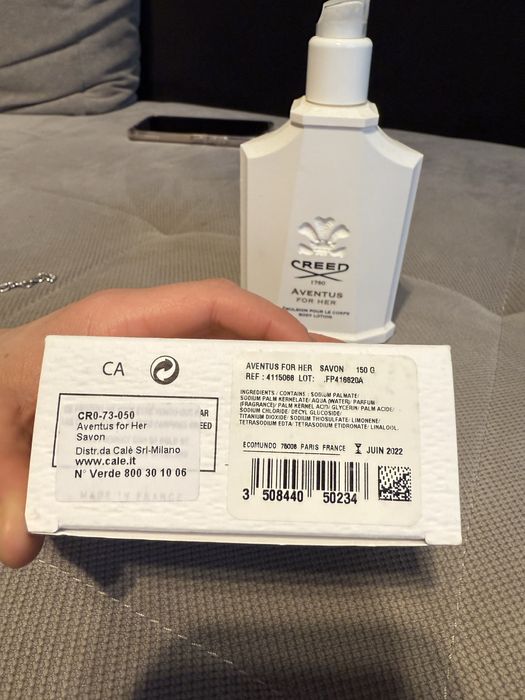 CREED
1760
AVENTUS
FOR HER
EMULSION POUR LE CORPS
BODY LOTION
CA
CR0-73-050
Aventus for Her
Savon
Distr.da Calè Srl-Milano
www.cale.it
N° Verde 800 30 10 06
MADE IN FRANCE
AVENTUS FOR HER SAVON 150 G
REF : 4115066 LOT: .FP416620A
INGREDIENTS / CONTAINS : SODIUM PALMATE/
SODIUM PALM KERNELATE/ AQUA (WATER)/ PARFUM
(FRAGRANCE)/ PALM KERNEL ACID/ GLYCERIN/ PALM ACID/
SODIUM CHLORIDE/ DECYL GLUCOSIDE/
TITANIUM DIOXIDE/ SODIUM THIOSULFATE/ LIMONENE/
TETRASODIUM EDTA/ TETRASODIUM ETIDRONATE/ LINALOOL.
ECOMUNDO 75008 PARIS FRANCE JUIN 2022
3 508440 50234